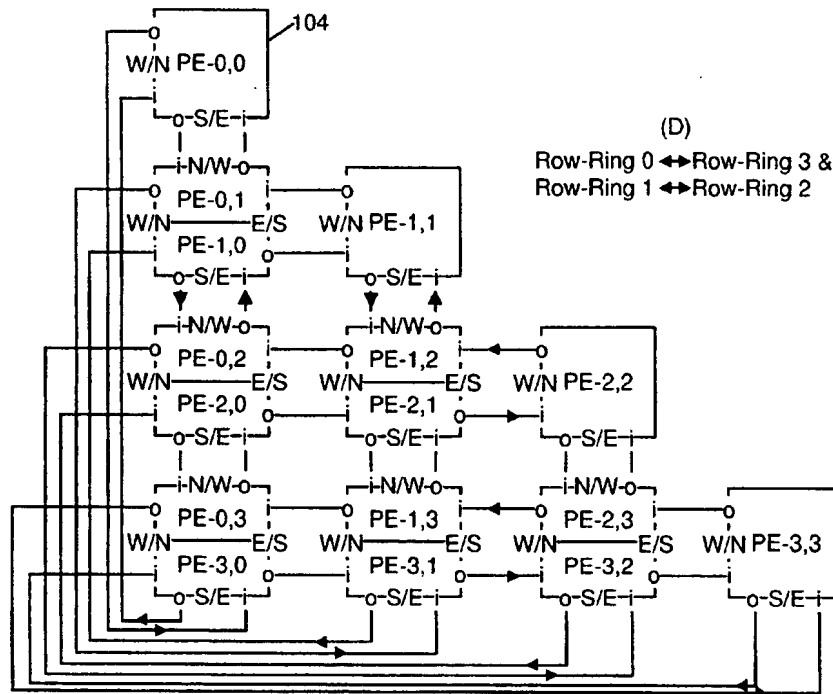 104
o
W/N PE-0,0
i
o S/E i
(D)
Row-Ring 0 ↔ Row-Ring 3 &
Row-Ring 1 ↔ Row-Ring 2
i N/W o
o PE-0,1 i o
W/N E/S W/N PE-1,1
i PE-1,0 o i
o S/E i o S/E i
i N/W o i N/W o
o PE-0,2 i o PE-1,2 i o
W/N E/S W/N E/S W/N PE-2,2
i PE-2,0 o i PE-2,1 o i
o S/E i o S/E i o S/E i
i N/W o i N/W o i N/W o
o PE-0,3 i o PE-1,3 i o PE-2,3 i o
W/N E/S W/N E/S W/N E/S W/N PE-3,3
i PE-3,0 o i PE-3,1 o i PE-3,2 o i
o S/E i o S/E i o S/E i o S/E i